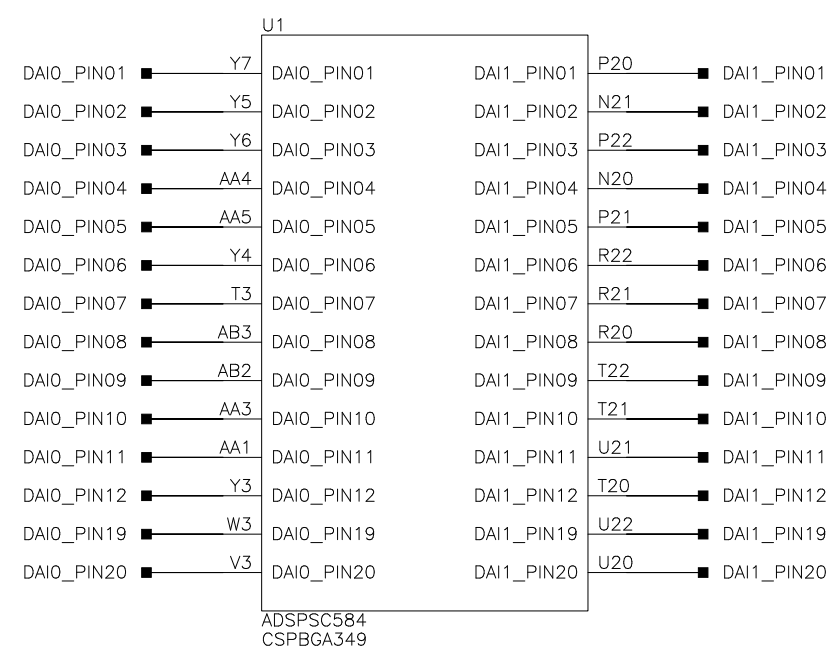 U1
DAI0_PIN01 Y7 DAI0_PIN01 DAI1_PIN01 P20 DAI1_PIN01
DAI0_PIN02 Y5 DAI0_PIN02 DAI1_PIN02 N21 DAI1_PIN02
DAI0_PIN03 Y6 DAI0_PIN03 DAI1_PIN03 P22 DAI1_PIN03
DAI0_PIN04 AA4 DAI0_PIN04 DAI1_PIN04 N20 DAI1_PIN04
DAI0_PIN05 AA5 DAI0_PIN05 DAI1_PIN05 P21 DAI1_PIN05
DAI0_PIN06 Y4 DAI0_PIN06 DAI1_PIN06 R22 DAI1_PIN06
DAI0_PIN07 T3 DAI0_PIN07 DAI1_PIN07 R21 DAI1_PIN07
DAI0_PIN08 AB3 DAI0_PIN08 DAI1_PIN08 R20 DAI1_PIN08
DAI0_PIN09 AB2 DAI0_PIN09 DAI1_PIN09 T22 DAI1_PIN09
DAI0_PIN10 AA3 DAI0_PIN10 DAI1_PIN10 T21 DAI1_PIN10
DAI0_PIN11 AA1 DAI0_PIN11 DAI1_PIN11 U21 DAI1_PIN11
DAI0_PIN12 Y3 DAI0_PIN12 DAI1_PIN12 T20 DAI1_PIN12
DAI0_PIN19 W3 DAI0_PIN19 DAI1_PIN19 U22 DAI1_PIN19
DAI0_PIN20 V3 DAI0_PIN20 DAI1_PIN20 U20 DAI1_PIN20
ADSPSC584
CSPBGA349